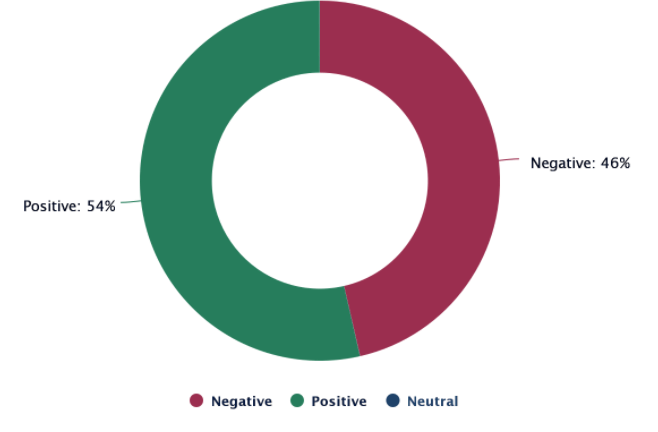 Negative: 46%
Positive: 54%
Negative Positive Neutral